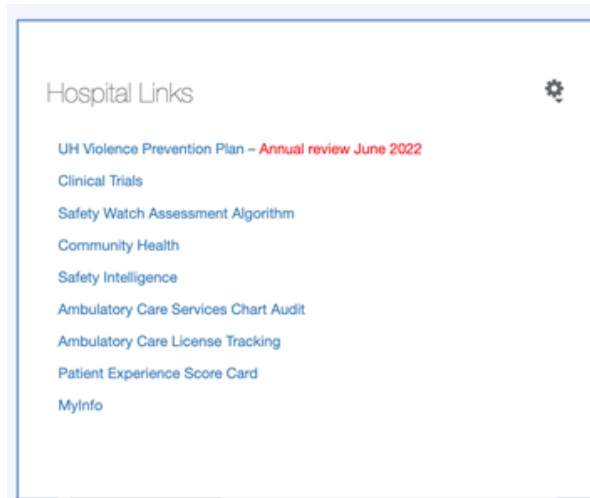 Hospital Links
UH Violence Prevention Plan – Annual review June 2022
Clinical Trials
Safety Watch Assessment Algorithm
Community Health
Safety Intelligence
Ambulatory Care Services Chart Audit
Ambulatory Care License Tracking
Patient Experience Score Card
MyInfo